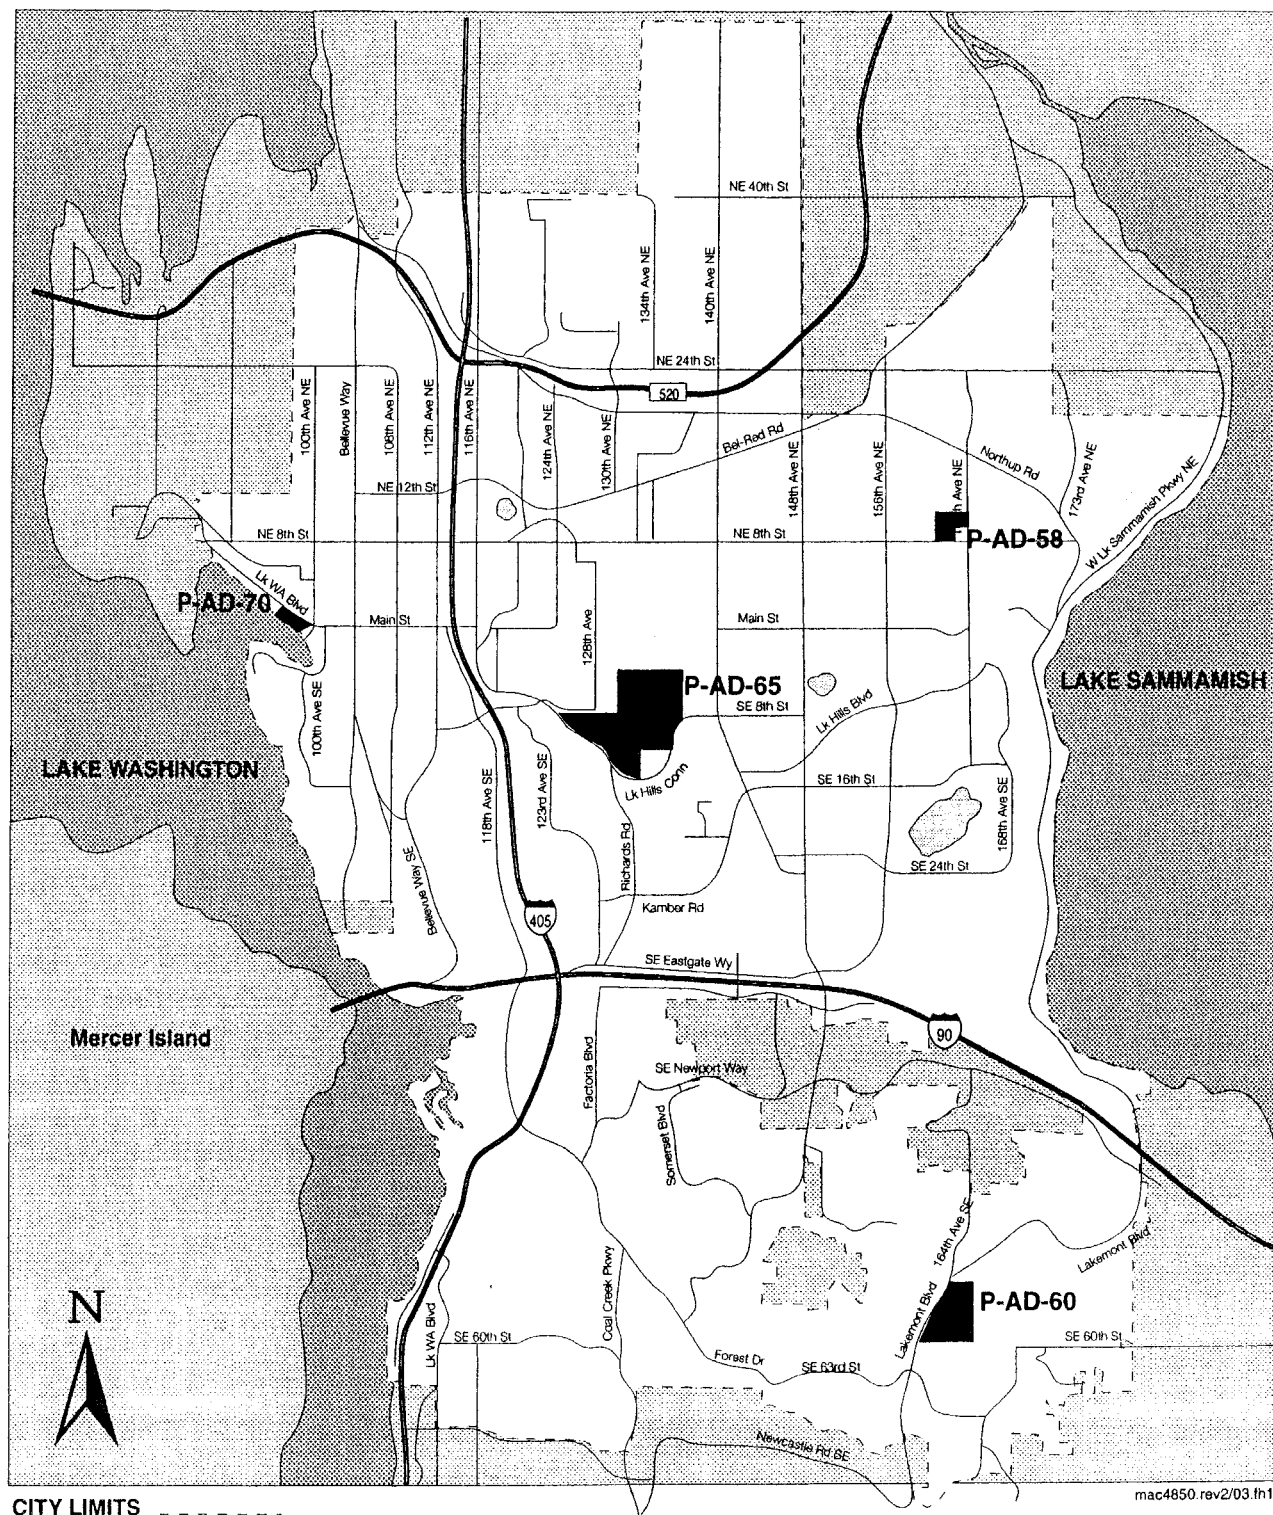 NE 40th St
134th Ave NE
140th Ave NE
NE 24th St
520
100th Ave NE
Bellevue Way
108th Ave NE
112th Ave NE
116th Ave NE
124th Ave NE
130th Ave NE
Bel-Red Rd
148th Ave NE
156th Ave NE
th Ave NE
Northup Rd
173rd Ave NE
W Lk Sammamish Pkwy NE
NE 12th St
NE 8th St
NE 8th St
P-AD-58
Lk WA Blvd
P-AD-70
Main St
Main St
128th Ave
P-AD-65
LAKE SAMMAMISH
SE 8th St
Lk Hills Blvd
100th Ave SE
LAKE WASHINGTON
118th Ave SE
123rd Ave SE
Lk Hills Conn
SE 16th St
168th Ave SE
Richards Rd
Bellevue Way SE
SE 24th St
Kamber Rd
405
SE Eastgate Wy
Mercer Island
90
Factoria Blvd
SE Newport Way
Somerset Blvd
164th Ave SE
Lakemont Blvd
Coal Creek Pkwy
Lakemont Blvd
P-AD-60
N
Lk WA Blvd
SE 60th St
SE 60th St
Forest Dr
SE 63rd St
Newcastle Rd SE
mac4850.rev2/03.fh1
CITY LIMITS